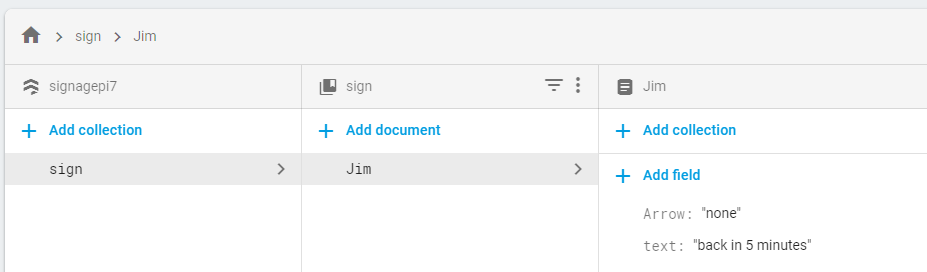 sign Jim
signagepi7 sign Jim
Add collection Add document Add collection
sign Jim
Add field
Arrow: "none"
text: "back in 5 minutes"